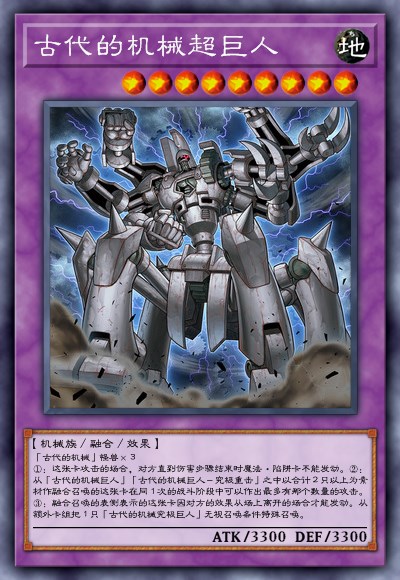 古代的机械超巨人
地
【机械族／融合／效果】
「古代的机械」怪兽×3
①：这张卡攻击的场合，对方直到伤害步骤结束时魔法·陷阱卡不能发动。②：
从「古代的机械巨人」「古代的机械巨人-究极重击」之中以合计2只以上为素
材作融合召唤的这张卡在同1次的战斗阶段中可以作出最多有那个数量的攻击。
③：融合召唤的表侧表示的这张卡因对方的效果从场上离开的场合才能发动。从
额外卡组把1只「古代的机械究极巨人」无视召唤条件特殊召唤。
ATK/3300 DEF/3300